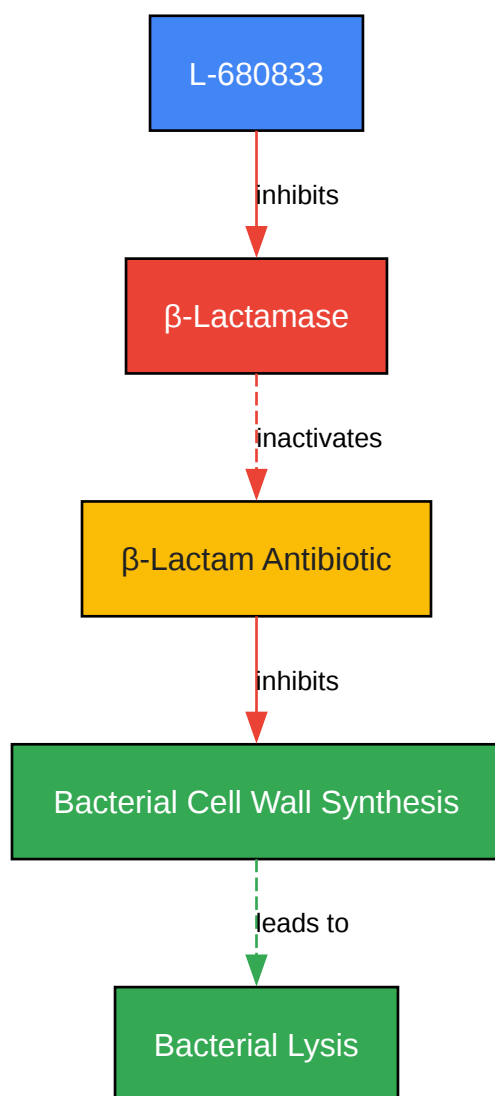 L-680833
inhibits
β-Lactamase
inactivates
β-Lactam Antibiotic
inhibits
Bacterial Cell Wall Synthesis
leads to
Bacterial Lysis